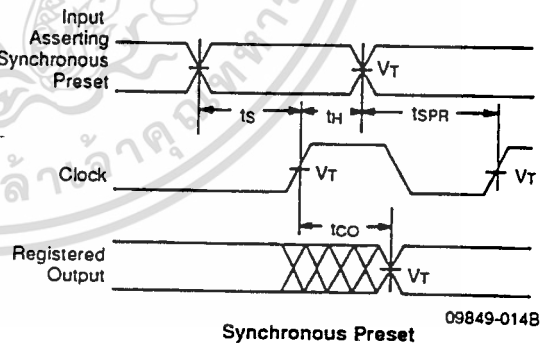 Input
Asserting
Synchronous
Preset
VT
tS
tH
tSPR
Clock
VT
VT
tCO
Registered
Output
VT
09849-014B
Synchronous Preset